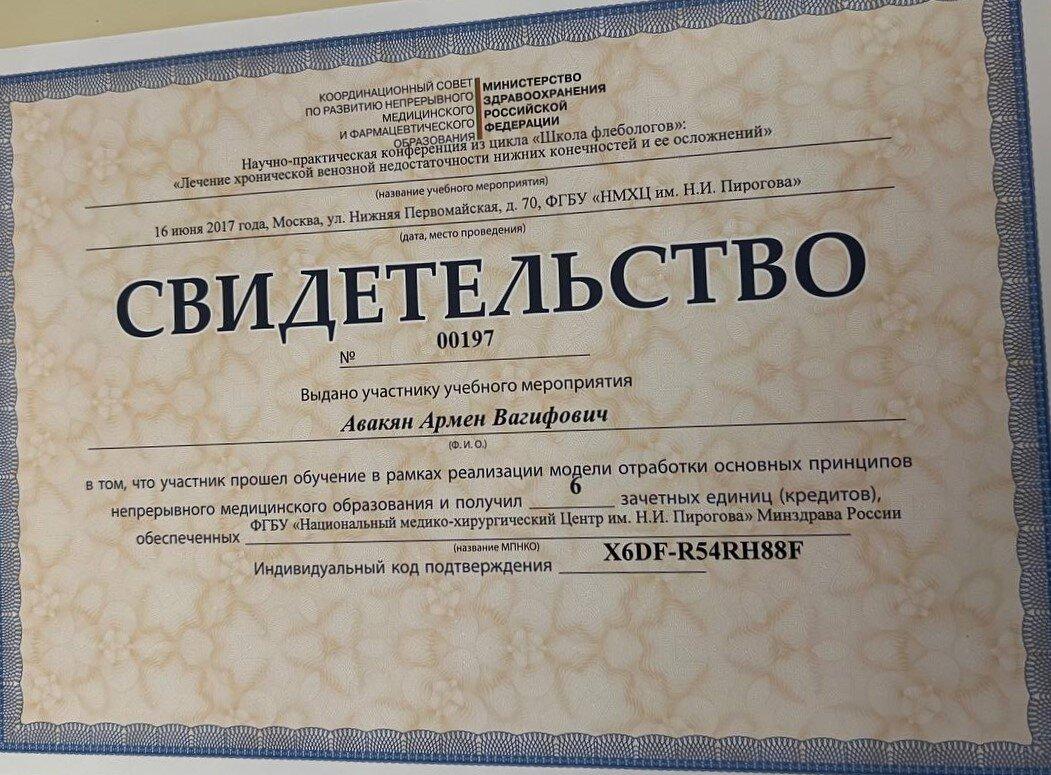 КООРДИНАЦИОННЫЙ СОВЕТ
ПО РАЗВИТИЮ НЕПРЕРЫВНОГО
МЕДИЦИНСКОГО
И ФАРМАЦЕВТИЧЕСКОГО
ОБРАЗОВАНИЯ
МИНИСТЕРСТВО
ЗДРАВООХРАНЕНИЯ
РОССИЙСКОЙ
ФЕДЕРАЦИИ
Научно-практическая конференция из цикла «Школа флебологов»:
«Лечение хронической венозной недостаточности нижних конечностей и ее осложнений»
(название учебного мероприятия)
16 июня 2017 года, Москва, ул. Нижняя Первомайская, д. 70, ФГБУ «НМХЦ им. Н.И. Пирогова»
(дата, место проведения)
СВИДЕТЕЛЬСТВО
№ 00197
Выдано участнику учебного мероприятия
Авакян Армен Вагифович
(Ф. И. О.)
в том, что участник прошел обучение в рамках реализации модели отработки основных принципов
непрерывного медицинского образования и получил 6 зачетных единиц (кредитов),
обеспеченных ФГБУ «Национальный медико-хирургический Центр им. Н.И. Пирогова» Минздрава России
(название МПНКО)
Индивидуальный код подтверждения X6DF-R54RH88F